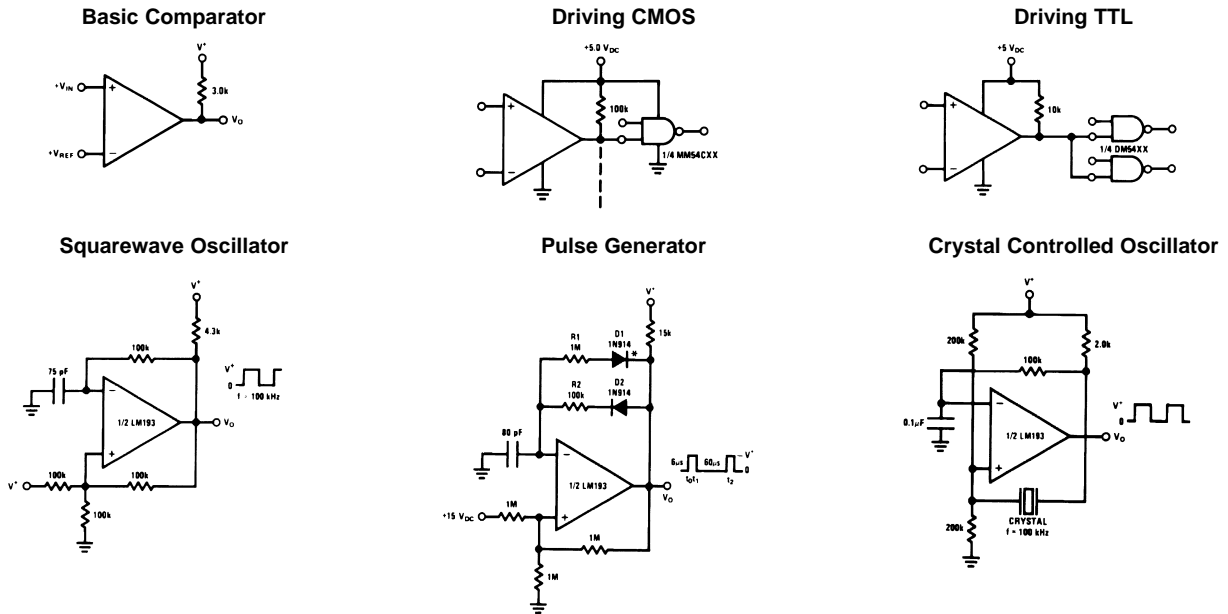 Basic Comparator
V+
3.0k
+VIN
+
VO
+VREF
−
Driving CMOS
+5.0 VDC
+
100k
−
1/4 MM54CXX
Driving TTL
+5 VDC
+
10k
−
1/4 DM54XX
Squarewave Oscillator
V+
4.3k
100k
75 pF
V+
0
f = 100 kHz
−
1/2 LM193
VO
+
100k
V+
100k
100k
Pulse Generator
V+
15k
R1
1M
D1
1N914
*
R2
100k
D2
1N914
80 pF
−
1/2 LM193
6µs
60µs
V+
0
t0 t1
t2
VO
+15 VDC
1M
+
1M
1M
Crystal Controlled Oscillator
V+
200k
2.0k
100k
V+
0
0.1µF
−
1/2 LM193
VO
+
200k
CRYSTAL
f = 100 kHz